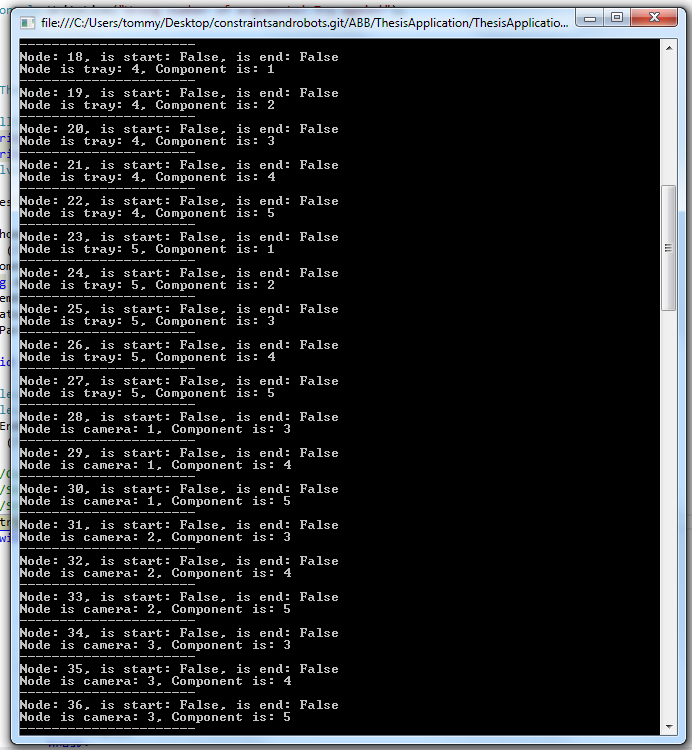 file:///C:/Users/tommy/Desktop/constraintsandrobots.git/ABB/ThesisApplication/ThesisApplicatio...
----------------------
Node: 18, is start: False, is end: False
Node is tray: 4, Component is: 1
----------------------
Node: 19, is start: False, is end: False
Node is tray: 4, Component is: 2
----------------------
Node: 20, is start: False, is end: False
Node is tray: 4, Component is: 3
----------------------
Node: 21, is start: False, is end: False
Node is tray: 4, Component is: 4
----------------------
Node: 22, is start: False, is end: False
Node is tray: 4, Component is: 5
----------------------
Node: 23, is start: False, is end: False
Node is tray: 5, Component is: 1
----------------------
Node: 24, is start: False, is end: False
Node is tray: 5, Component is: 2
----------------------
Node: 25, is start: False, is end: False
Node is tray: 5, Component is: 3
----------------------
Node: 26, is start: False, is end: False
Node is tray: 5, Component is: 4
----------------------
Node: 27, is start: False, is end: False
Node is tray: 5, Component is: 5
----------------------
Node: 28, is start: False, is end: False
Node is camera: 1, Component is: 3
----------------------
Node: 29, is start: False, is end: False
Node is camera: 1, Component is: 4
----------------------
Node: 30, is start: False, is end: False
Node is camera: 1, Component is: 5
----------------------
Node: 31, is start: False, is end: False
Node is camera: 2, Component is: 3
----------------------
Node: 32, is start: False, is end: False
Node is camera: 2, Component is: 4
----------------------
Node: 33, is start: False, is end: False
Node is camera: 2, Component is: 5
----------------------
Node: 34, is start: False, is end: False
Node is camera: 3, Component is: 3
----------------------
Node: 35, is start: False, is end: False
Node is camera: 3, Component is: 4
----------------------
Node: 36, is start: False, is end: False
Node is camera: 3, Component is: 5
----------------------